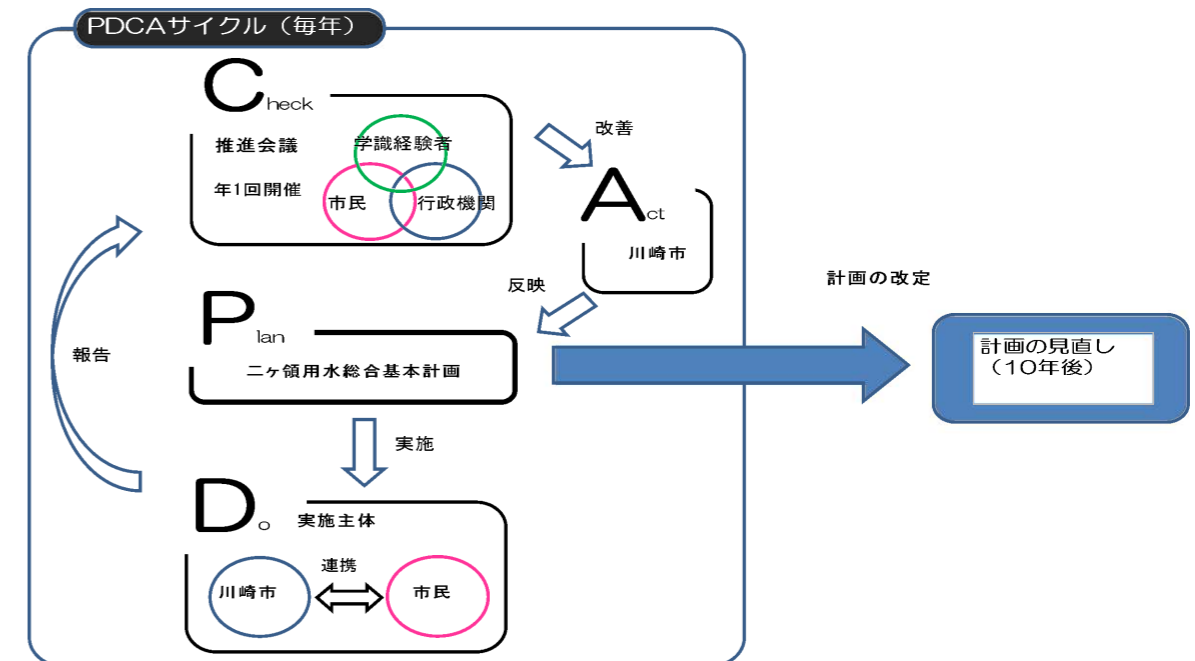 PDCAサイクル（毎年）
Check
推進会議
年1回開催
学識経験者
市民
行政機関
改善
Act
川崎市
反映
計画の改定
Plan
二ヶ領用水総合基本計画
計画の見直し
（10年後）
報告
実施
Do
実施主体
川崎市
連携
市民